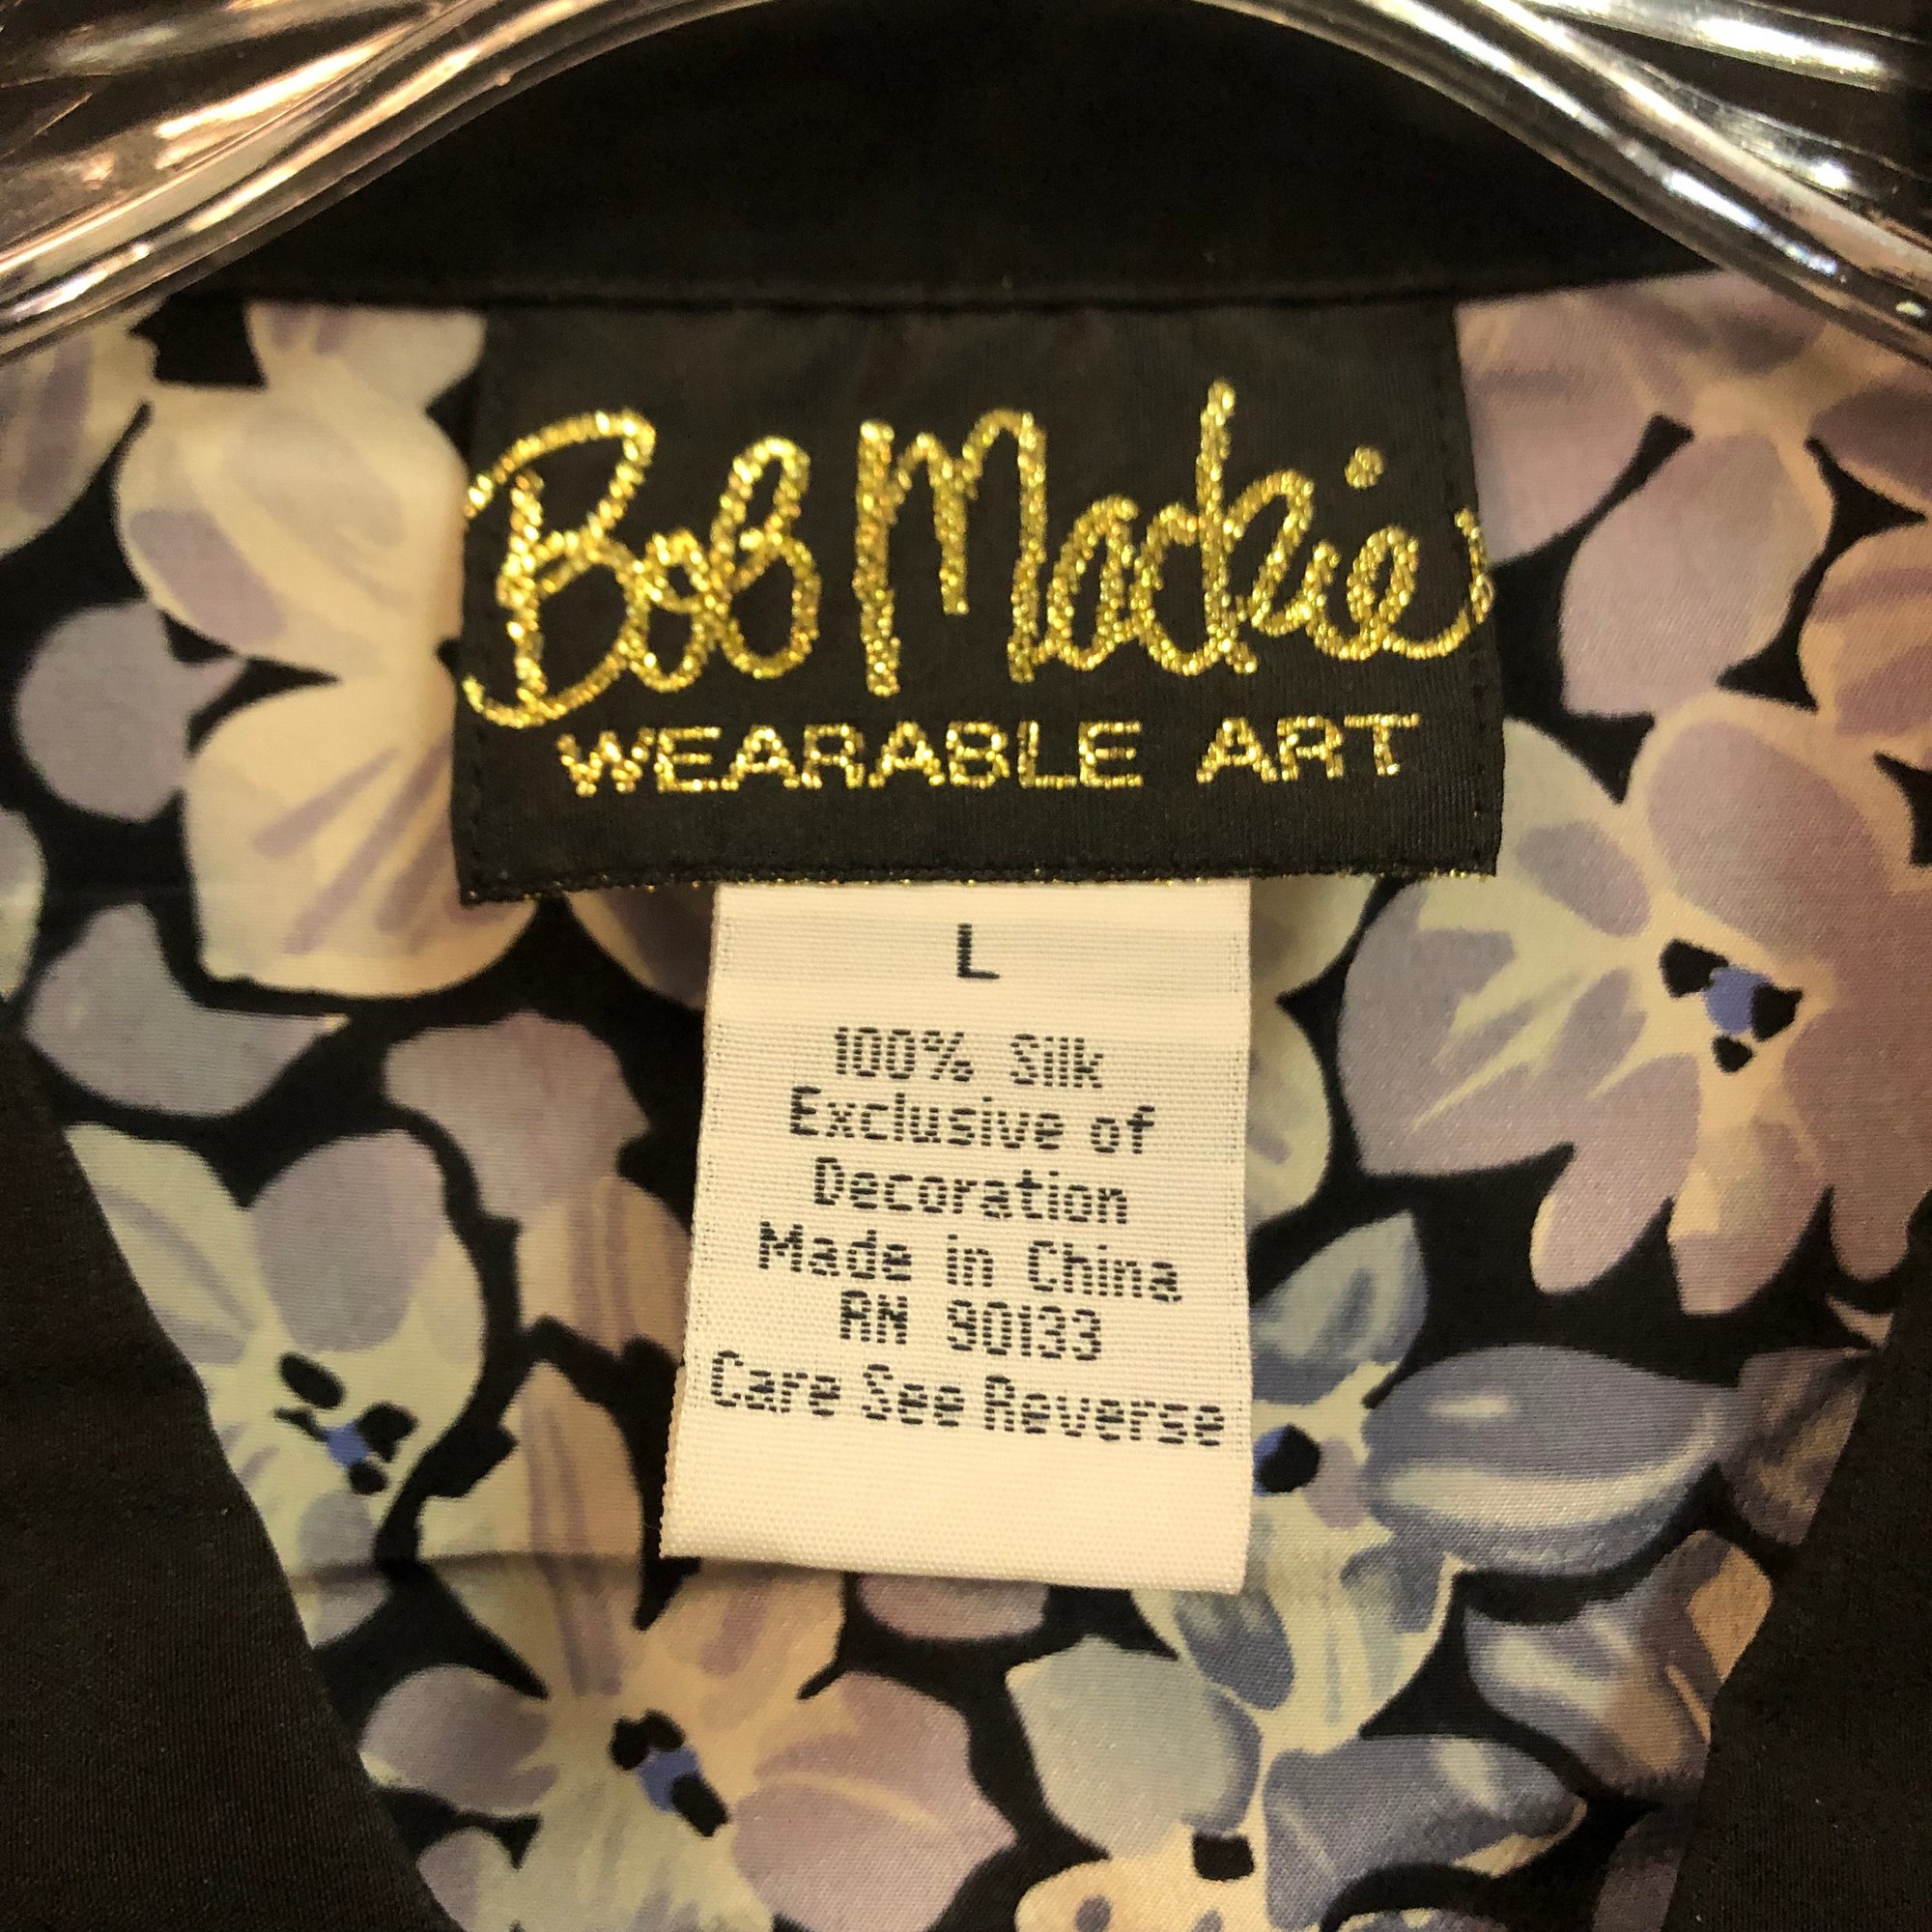 Bob Mackie
WEARABLE ART
L
100% Silk
Exclusive of
Decoration
Made in China
RN 90133
Care See Reverse